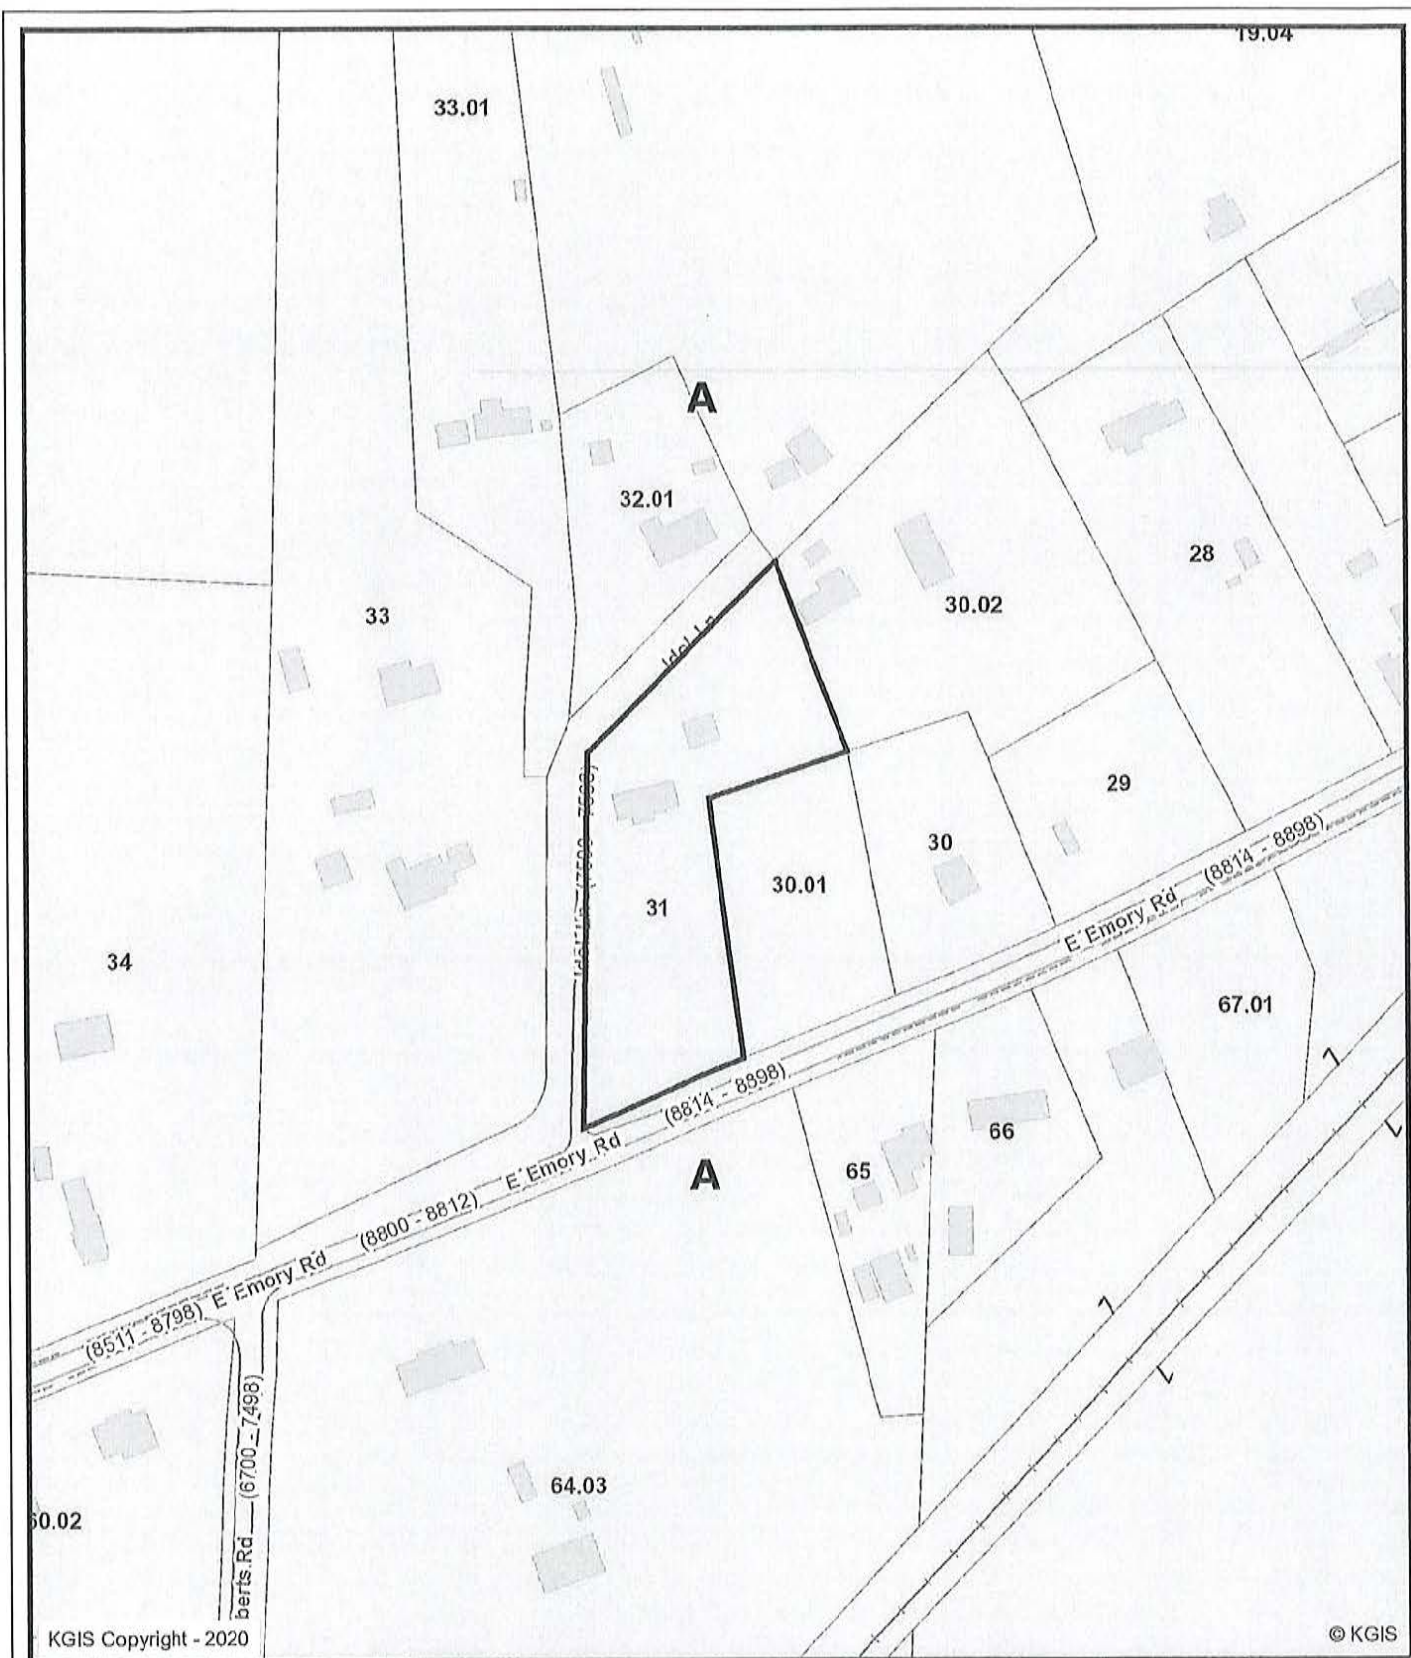 19.04
33.01
A
32.01
28
30.02
33
Idol Ln
29
30
30.01
(8814 - 8898)
31
E Emory Rd
34
67.01
(8814 - 8898)
66
E Emory Rd
65
A
(8800 - 8812)
E Emory Rd
(8511 - 8798)
(6700 - 7498)
64.03
60.02
berts Rd
KGIS Copyright - 2020
© KGIS